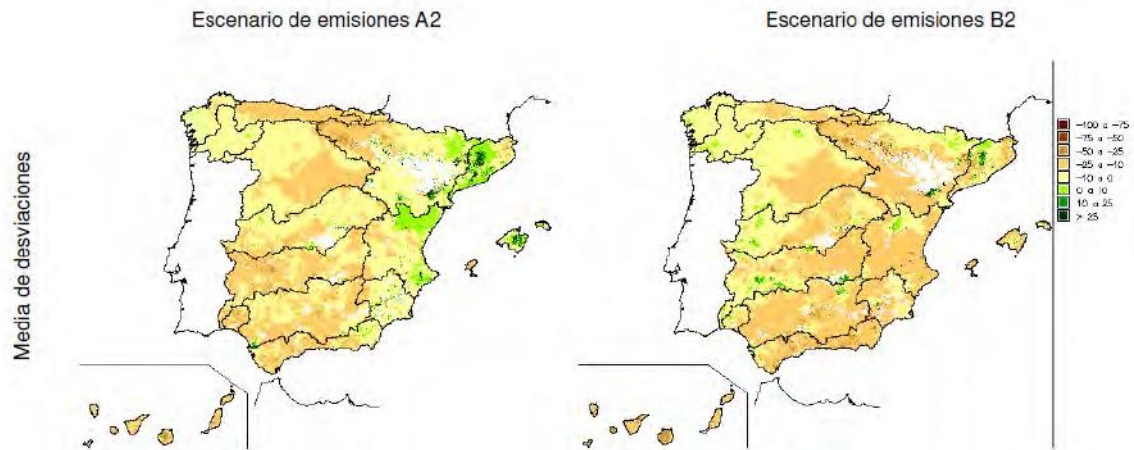 Escenario de emisiones A2
Escenario de emisiones B2
Media de desviaciones
-100 a -75
-75 a -50
-50 a -25
-25 a -10
-10 a 0
0 a 10
10 a 25
> 25